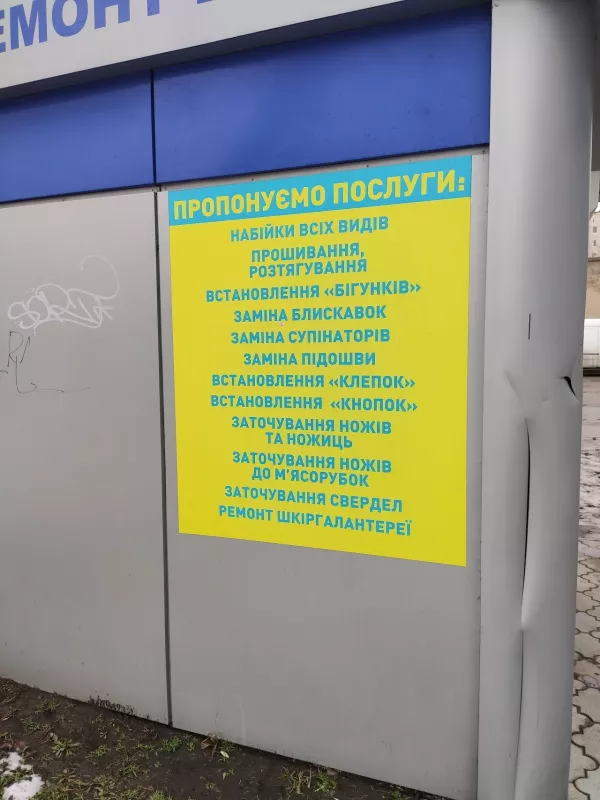 ЕМОНТ
ПРОПОНУЄМО ПОСЛУГИ:
НАБІЙКИ ВСІХ ВИДІВ
ПРОШИВАННЯ,
РОЗТЯГУВАННЯ
ВСТАНОВЛЕННЯ «БІГУНКІВ»
ЗАМІНА БЛИСКАВОК
ЗАМІНА СУПІНАТОРІВ
ЗАМІНА ПІДОШВИ
ВСТАНОВЛЕННЯ «КЛЕПОК»
ВСТАНОВЛЕННЯ «КНОПОК»
ЗАТОЧУВАННЯ НОЖІВ
ТА НОЖИЦЬ
ЗАТОЧУВАННЯ НОЖІВ
ДО М'ЯСОРУБОК
ЗАТОЧУВАННЯ СВЕРДЕЛ
РЕМОНТ ШКІРГАЛАНТЕРЕЇ